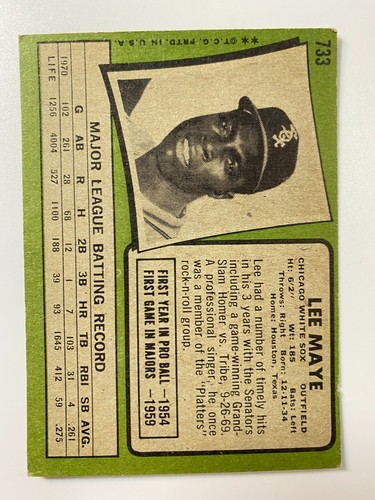 733
**©T.C.G. PRTD. IN U.S.A.
LEE MAYE
CHICAGO WHITE SOX OUTFIELD
Ht: 6'2" Wt: 185 Bats: Left
Throws: Right Born: 12-11-34
Home: Houston, Texas
Lee had a number of timely hits
in his 3 years with the Senators
including a game-winning Grand-
Slam Homer vs. Tribe, 9-26-69.
A professional singer, he once
was a member of the "Platters"
rock-n-roll group.
FIRST YEAR IN PRO BALL—1954
FIRST GAME IN MAJORS —1959
MAJOR LEAGUE BATTING RECORD
G AB R H 2B 3B HR TB RBI SB AVG.
1970 102 261 28 68 12 1 7 103 31 4 .261
LIFE 1256 4004 527 1100 188 39 93 1645 412 59 .275